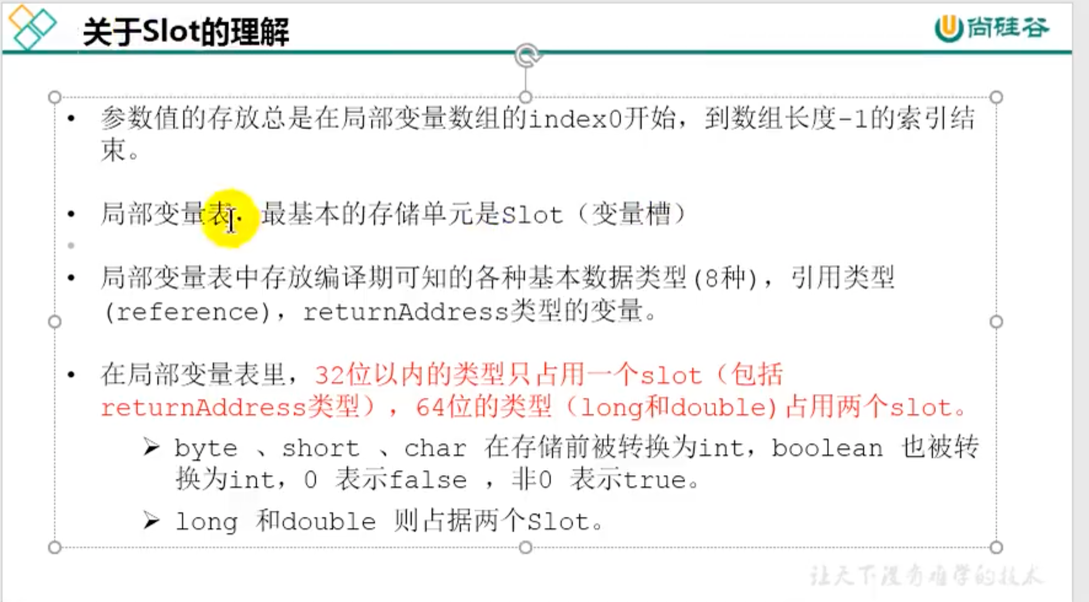 关于Slot的理解
尚硅谷
• 参数值的存放总是在局部变量数组的index0开始，到数组长度-1的索引结
束。
• 局部变量表，最基本的存储单元是Slot（变量槽）
• 局部变量表中存放编译期可知的各种基本数据类型(8种)，引用类型
(reference)，returnAddress类型的变量。
• 在局部变量表里，32位以内的类型只占用一个slot（包括
returnAddress类型），64位的类型（long和double)占用两个slot。
➢ byte 、short 、char 在存储前被转换为int，boolean 也被转
换为int，0 表示false ，非0 表示true。
➢ long 和double 则占据两个Slot。
让天下没有难学的技术